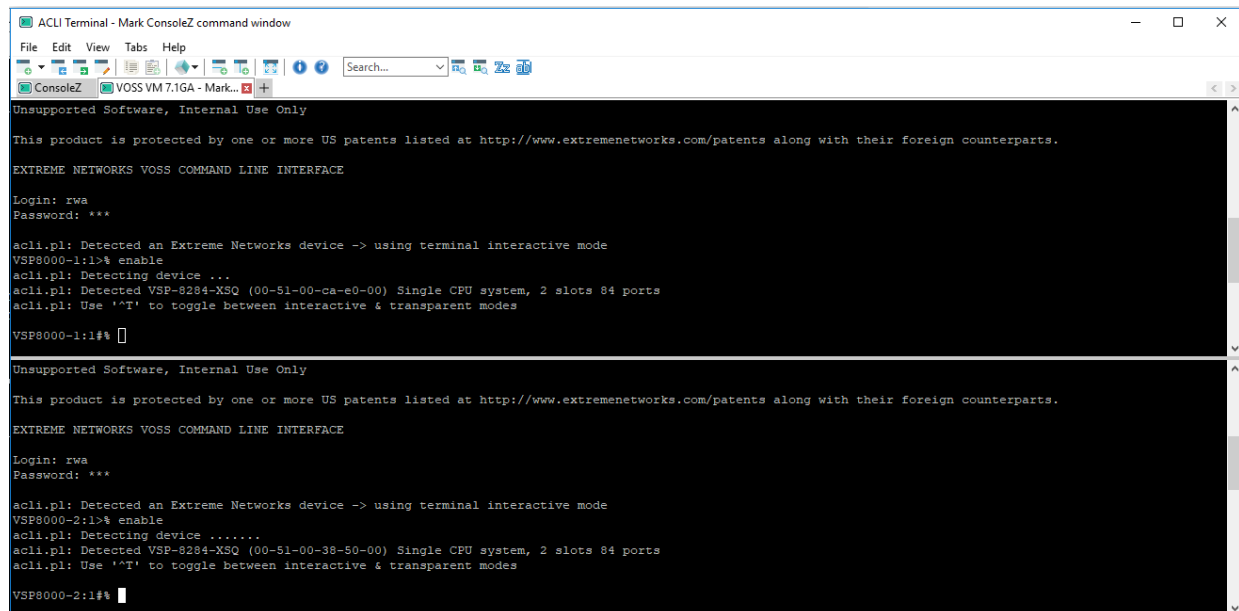 ACLI Terminal - Mark ConsoleZ command window
File Edit View Tabs Help
Search...
ConsoleZ VOSS VM 7.1GA - Mark...
Unsupported Software, Internal Use Only
This product is protected by one or more US patents listed at http://www.extremenetworks.com/patents along with their foreign counterparts.
EXTREME NETWORKS VOSS COMMAND LINE INTERFACE
Login: rwa
Password: ***
acli.pl: Detected an Extreme Networks device -> using terminal interactive mode
VSP8000-1:1>% enable
acli.pl: Detecting device ...
acli.pl: Detected VSP-8284-XSQ (00-51-00-ca-e0-00) Single CPU system, 2 slots 84 ports
acli.pl: Use '^T' to toggle between interactive & transparent modes
VSP8000-1:1#%
Unsupported Software, Internal Use Only
This product is protected by one or more US patents listed at http://www.extremenetworks.com/patents along with their foreign counterparts.
EXTREME NETWORKS VOSS COMMAND LINE INTERFACE
Login: rwa
Password: ***
acli.pl: Detected an Extreme Networks device -> using terminal interactive mode
VSP8000-2:1>% enable
acli.pl: Detecting device .......
acli.pl: Detected VSP-8284-XSQ (00-51-00-38-50-00) Single CPU system, 2 slots 84 ports
acli.pl: Use '^T' to toggle between interactive & transparent modes
VSP8000-2:1#%